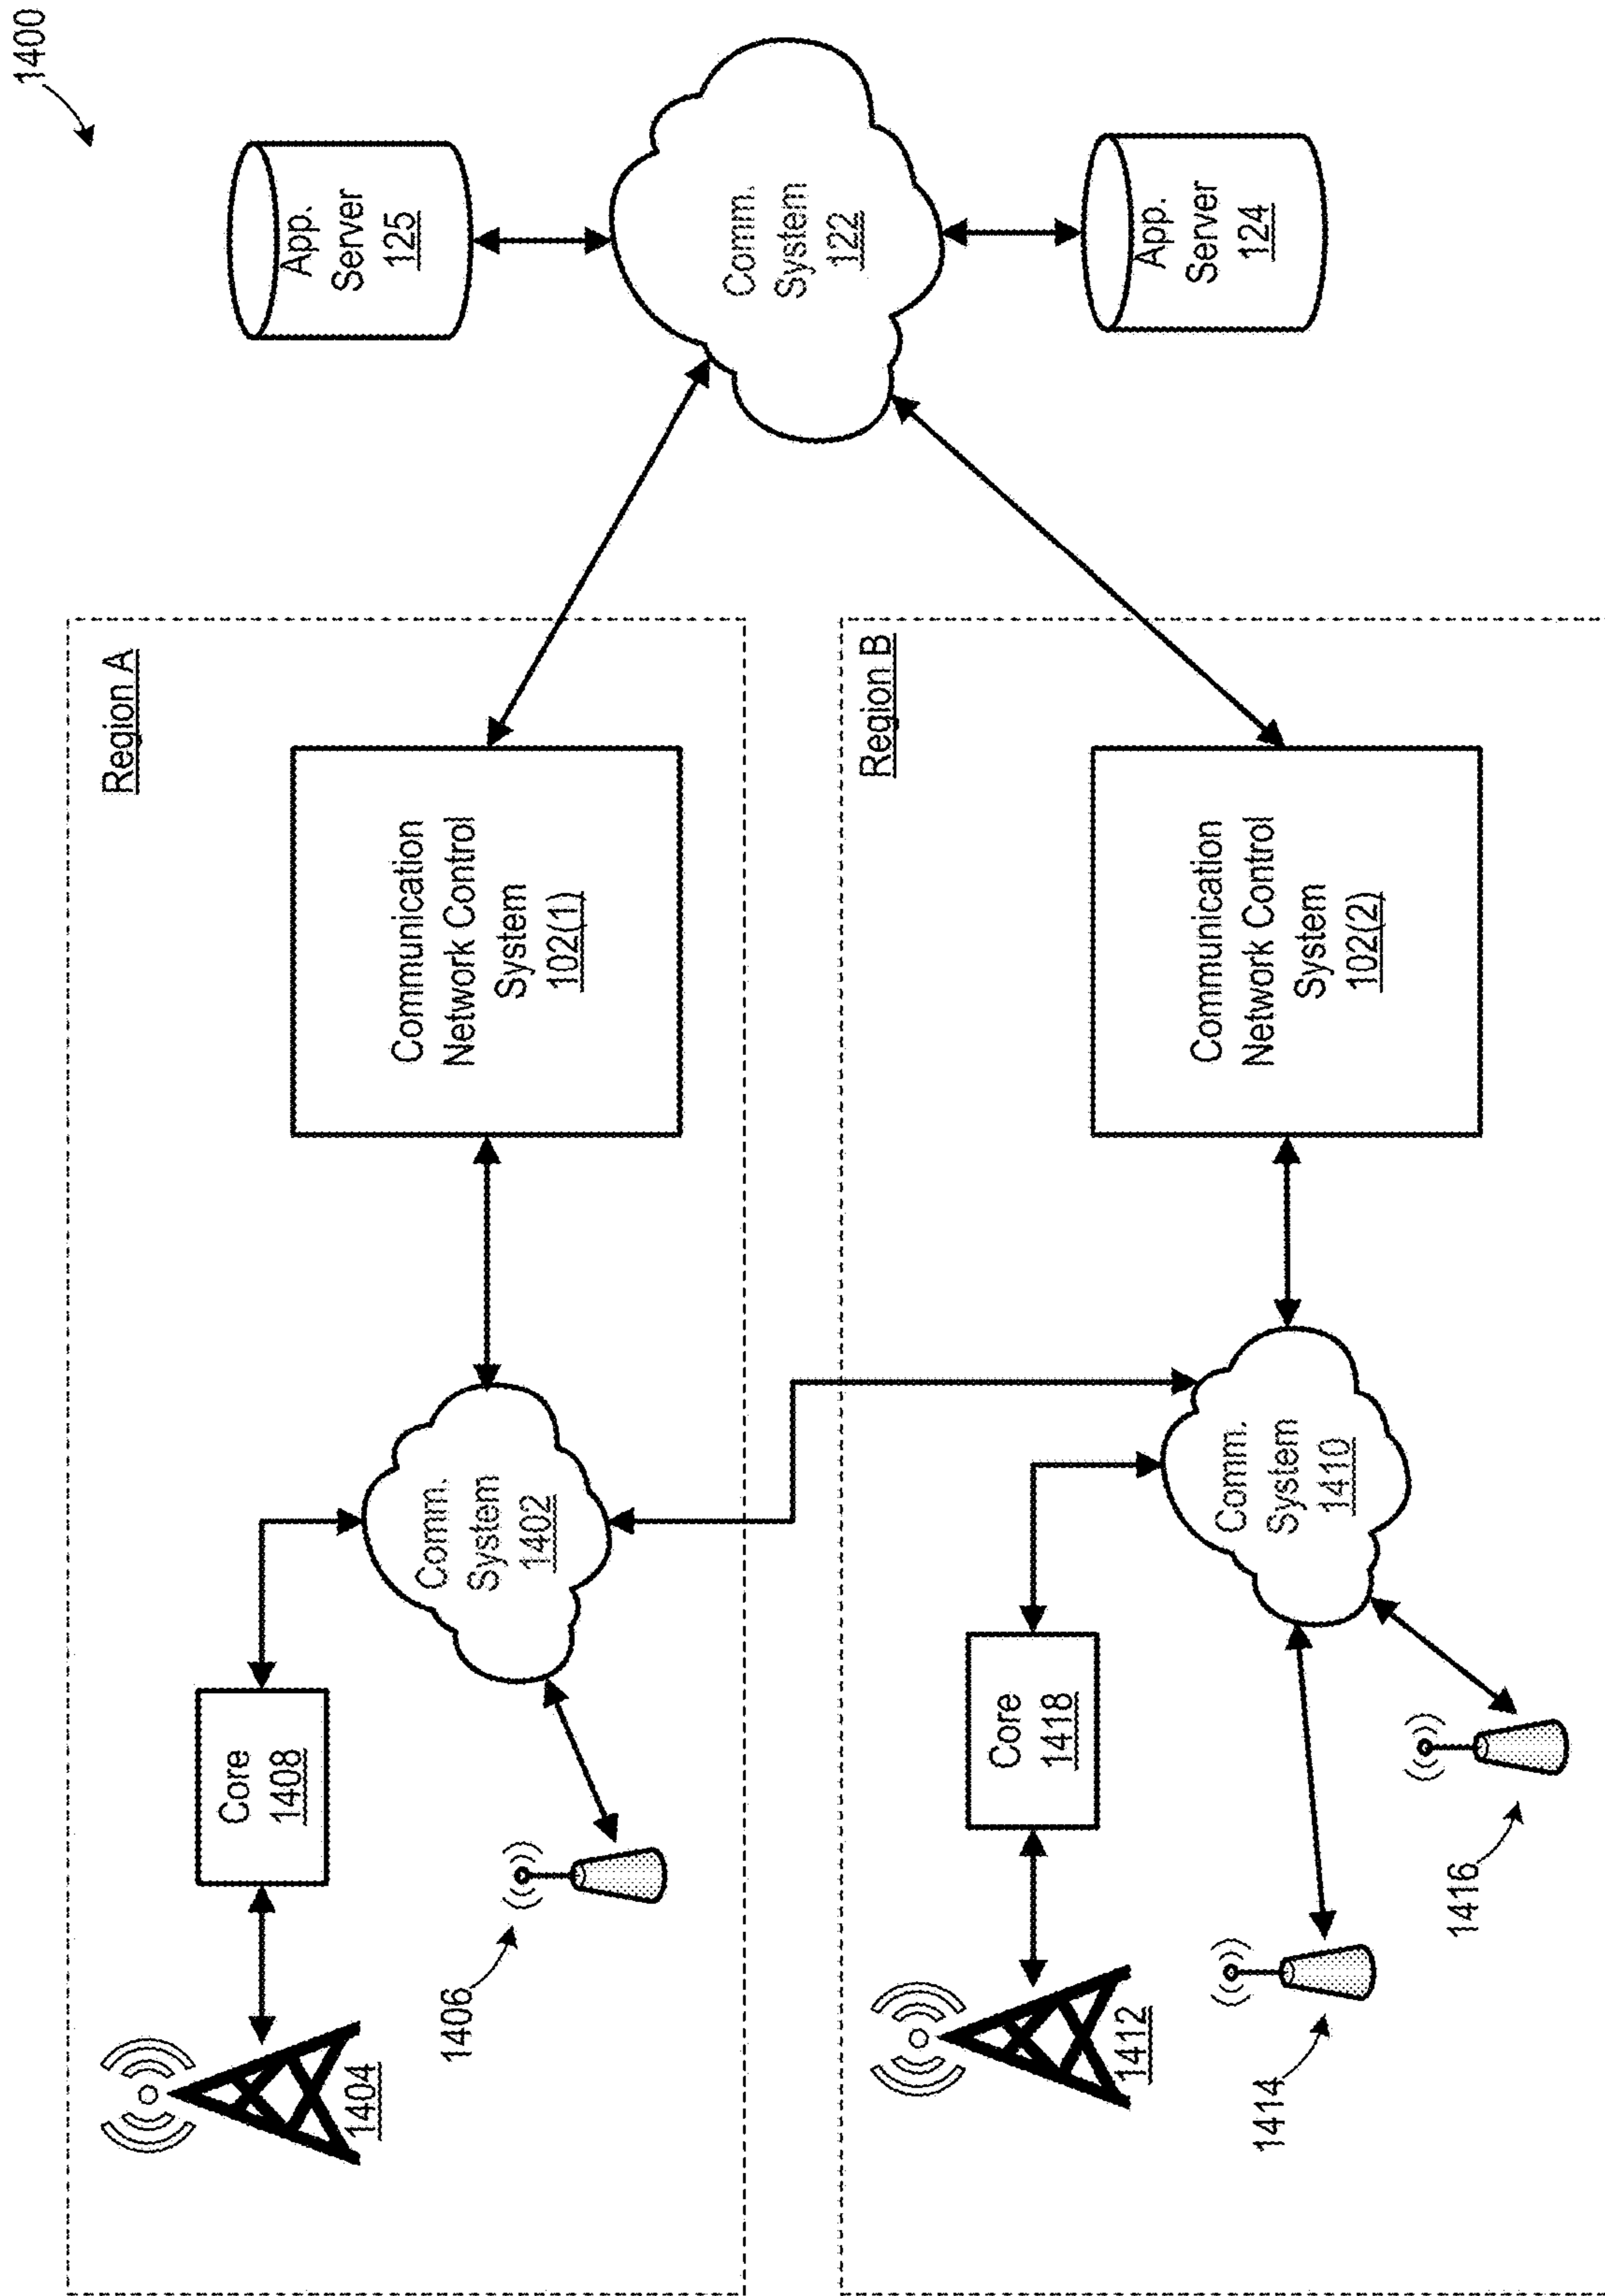 1400
Region A
1404
Core
1408
1406
Comm.
System
1402
Communication
Network Control
System
102(1)
App.
Server
125
Comm.
System
122
App.
Server
124
Region B
1412
Core
1418
1414
1416
Comm.
System
1410
Communication
Network Control
System
102(2)